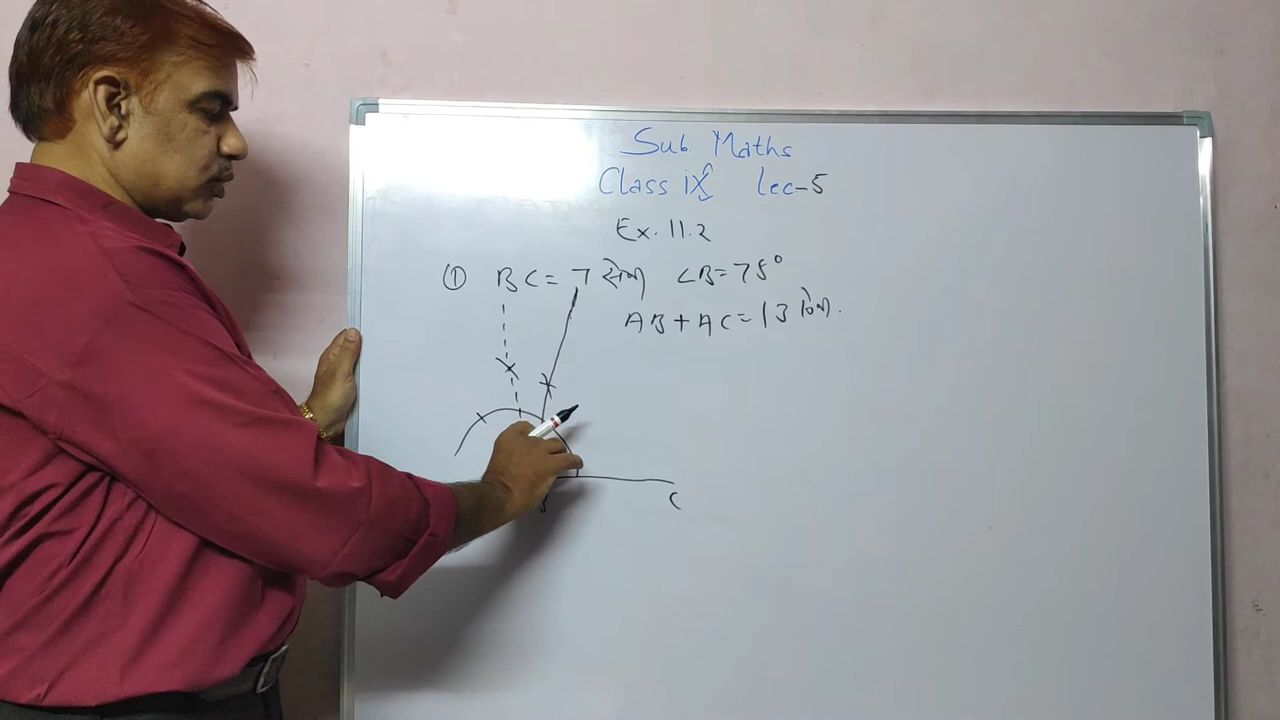 Sub. Maths
Class iX Lec-5
Ex. 11.2
① BC = 7 सेमी ∠B = 75°
AB + AC = 13 सेमी.
C